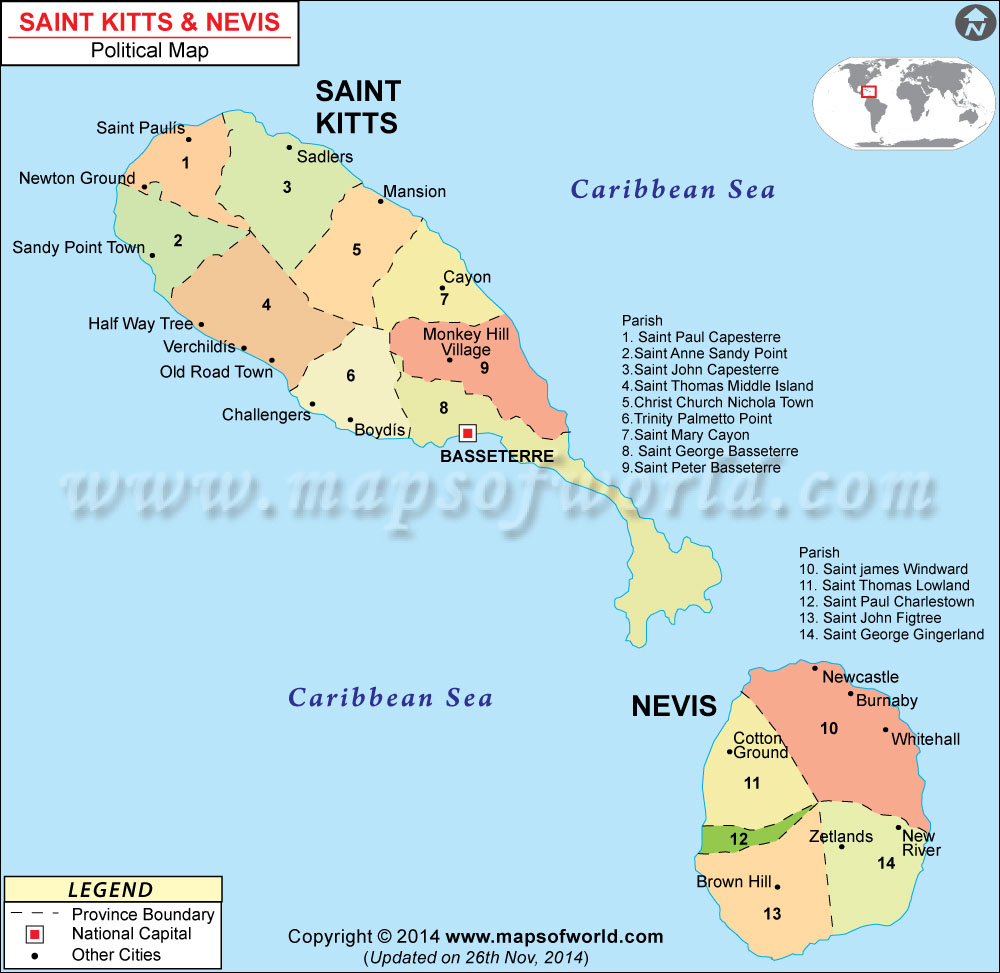 SAINT KITTS & NEVIS
Political Map
N
SAINT
KITTS
Saint Paulís
1
Sadlers
Newton Ground
3
Mansion
Caribbean Sea
2
Sandy Point Town
5
Cayon
7
4
Half Way Tree
Verchildís
Old Road Town
Monkey Hill
Village
9
6
8
Challengers
Boydís
BASSETERRE
Parish
1. Saint Paul Capesterre
2.Saint Anne Sandy Point
3.Saint John Capesterre
4.Saint Thomas Middle Island
5.Christ Church Nichola Town
6.Trinity Palmetto Point
7.Saint Mary Cayon
8. Saint George Basseterre
9.Saint Peter Basseterre
www.mapsofworld.com
Parish
10. Saint james Windward
11. Saint Thomas Lowland
12. Saint Paul Charlestown
13. Saint John Figtree
14. Saint George Gingerland
Caribbean Sea
NEVIS
Newcastle
Burnaby
10
Whitehall
Cotton
Ground
11
12
Zetlands
New
River
14
Brown Hill
13
LEGEND
Province Boundary
National Capital
Other Cities
Copyright © 2014 www.mapsofworld.com
(Updated on 26th Nov, 2014)